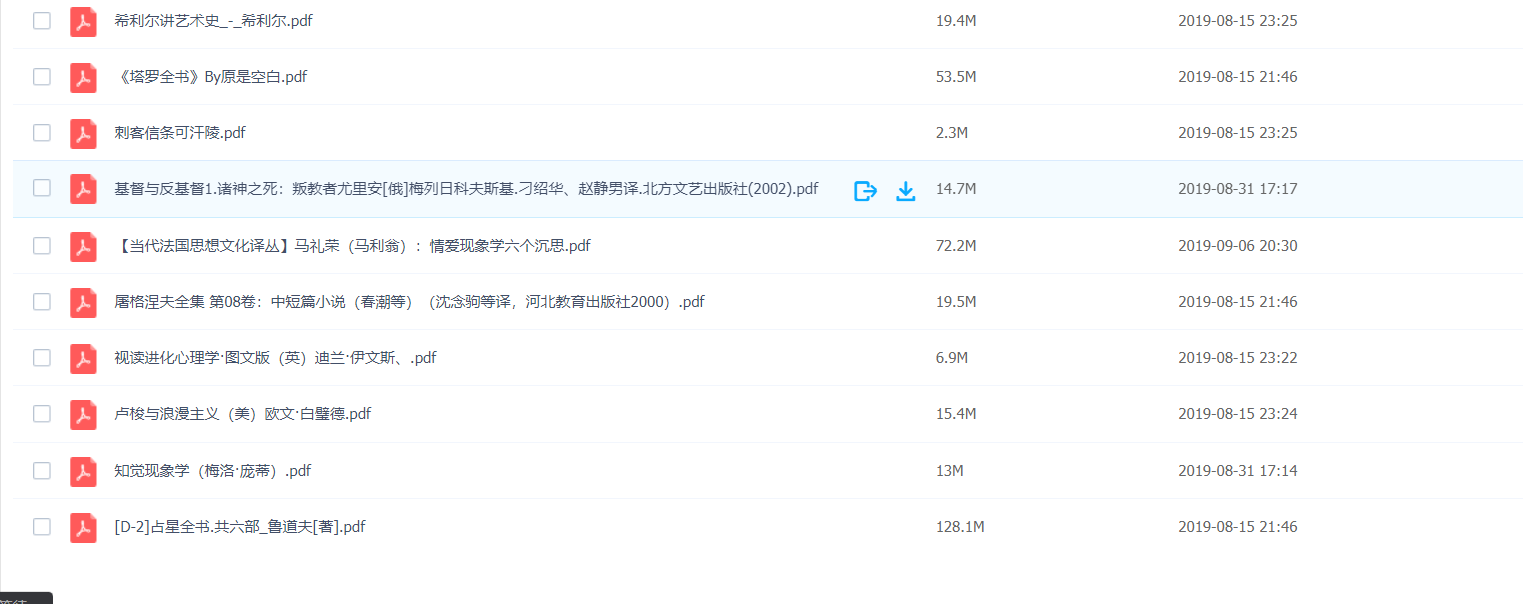 希利尔讲艺术史_-_希利尔.pdf 19.4M 2019-08-15 23:25
《塔罗全书》By原是空白.pdf 53.5M 2019-08-15 21:46
刺客信条可汗陵.pdf 2.3M 2019-08-15 23:25
基督与反基督1.诸神之死：叛教者尤里安[俄]梅列日科夫斯基.刁绍华、赵静男译.北方文艺出版社(2002).pdf 14.7M 2019-08-31 17:17
【当代法国思想文化译丛】马礼荣（马利翁）：情爱现象学六个沉思.pdf 72.2M 2019-09-06 20:30
屠格涅夫全集 第08卷：中短篇小说（春潮等）（沈念驹等译，河北教育出版社2000）.pdf 19.5M 2019-08-15 21:46
视读进化心理学·图文版（英）迪兰·伊文斯、.pdf 6.9M 2019-08-15 23:22
卢梭与浪漫主义（美）欧文·白璧德.pdf 15.4M 2019-08-15 23:24
知觉现象学（梅洛·庞蒂）.pdf 13M 2019-08-31 17:14
[D-2]占星全书.共六部_鲁道夫[著].pdf 128.1M 2019-08-15 21:46